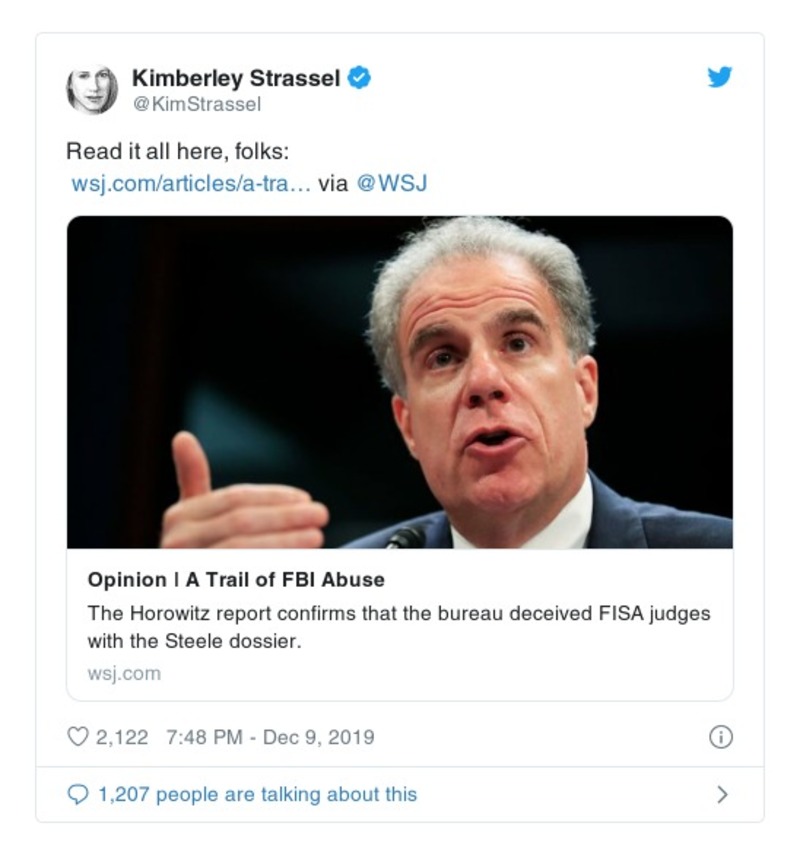 Kimberley Strassel
@KimStrassel
Read it all here, folks:
wsj.com/articles/a-tra... via @WSJ
Opinion | A Trail of FBI Abuse
The Horowitz report confirms that the bureau deceived FISA judges
with the Steele dossier.
wsj.com
2,122 7:48 PM - Dec 9, 2019
1,207 people are talking about this